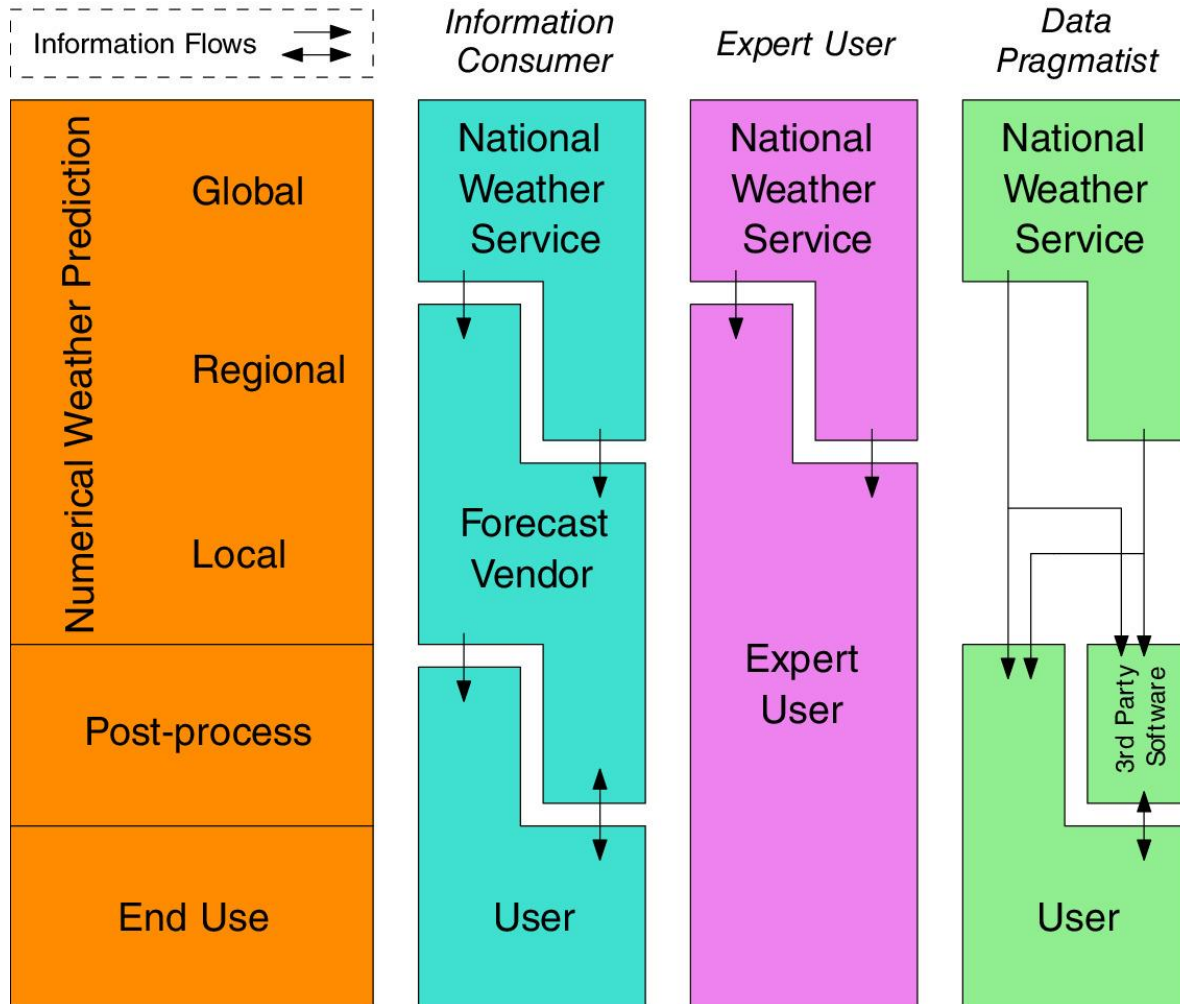 Information Flows
Information
Consumer
Expert User
Data
Pragmatist
Numerical Weather Prediction
Global
Regional
Local
Post-process
End Use
National
Weather
Service
Forecast
Vendor
User
National
Weather
Service
Expert
User
National
Weather
Service
3rd Party
Software
User